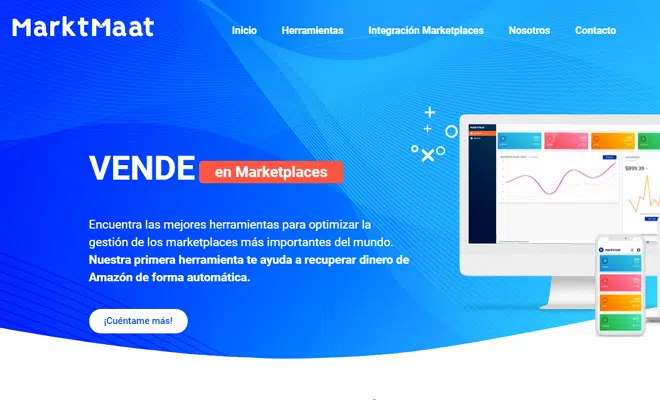 MarktMaat
Inicio Herramientas Integración Marketplaces Nosotros Contacto
VENDE en Marketplaces
Encuentra las mejores herramientas para optimizar la
gestión de los marketplaces más importantes del mundo.
Nuestra primera herramienta te ayuda a recuperar dinero de
Amazón de forma automática.
¡Cuéntame más!
$899.39